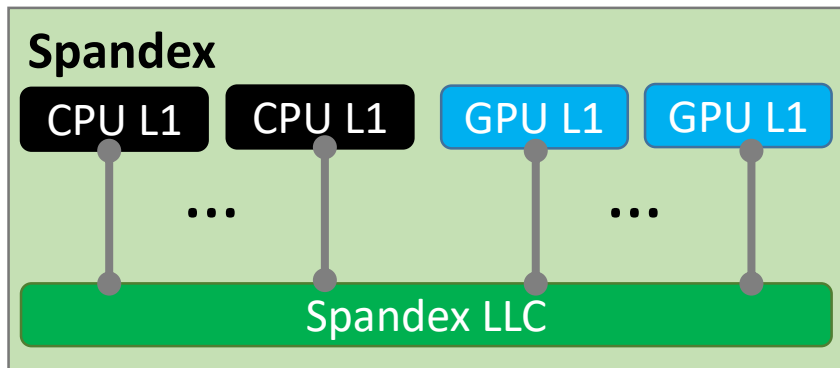 Spandex
CPU L1 CPU L1 GPU L1 GPU L1
... ...
Spandex LLC